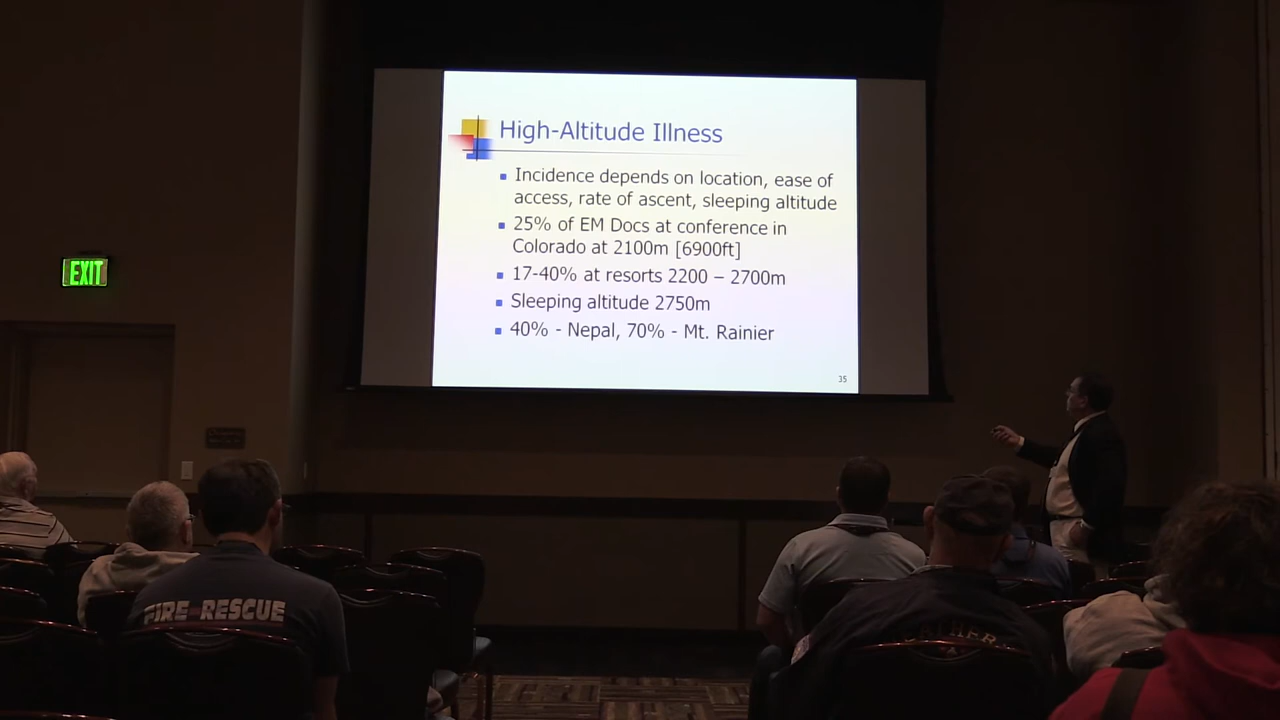 High-Altitude Illness
Incidence depends on location, ease of
access, rate of ascent, sleeping altitude
25% of EM Docs at conference in
Colorado at 2100m [6900ft]
17-40% at resorts 2200 – 2700m
Sleeping altitude 2750m
40% - Nepal, 70% - Mt. Rainier
35
EXIT
FIRE RESCUE